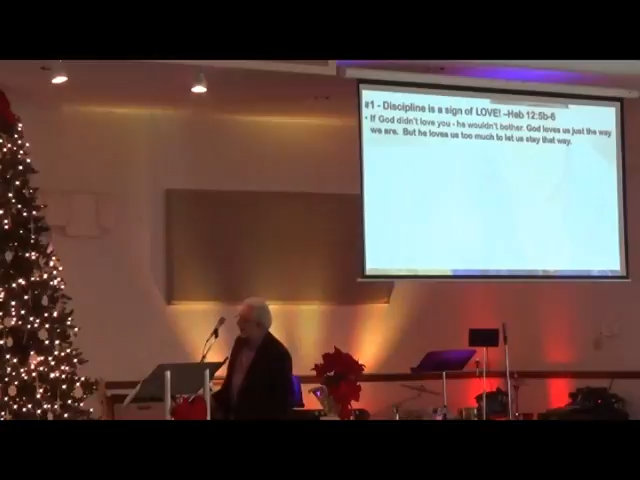 #1 - Discipline is a sign of LOVE! –Heb 12:5b-6
• If God didn't love you - he wouldn't bother. God loves us just the way
we are. But he loves us too much to let us stay that way.